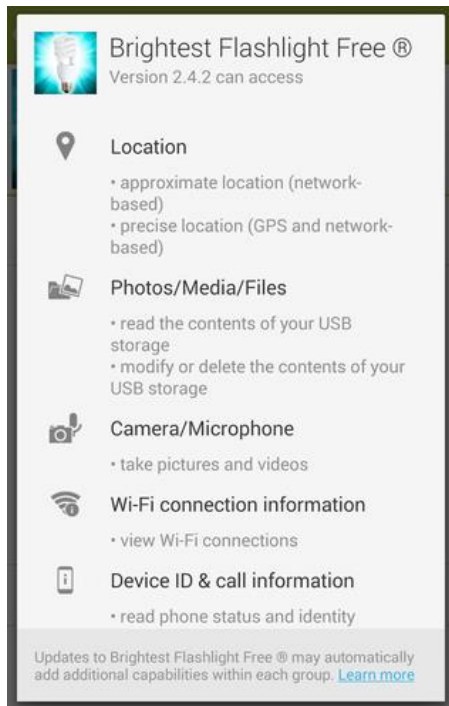 Brightest Flashlight Free ®
Version 2.4.2 can access
Location
• approximate location (network-
based)
• precise location (GPS and network-
based)
Photos/Media/Files
• read the contents of your USB
storage
• modify or delete the contents of your
USB storage
Camera/Microphone
• take pictures and videos
Wi-Fi connection information
• view Wi-Fi connections
Device ID & call information
• read phone status and identity
Updates to Brightest Flashlight Free ® may automatically
add additional capabilities within each group. Learn more